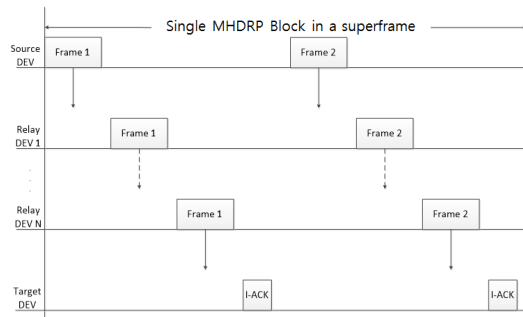 Single MHDRP Block in a superframe
Source
DEV
Frame 1
Frame 2
Relay
DEV 1
Frame 1
Frame 2
.
.
.
Relay
DEV N
Frame 1
Frame 2
Target
DEV
I-ACK
I-ACK